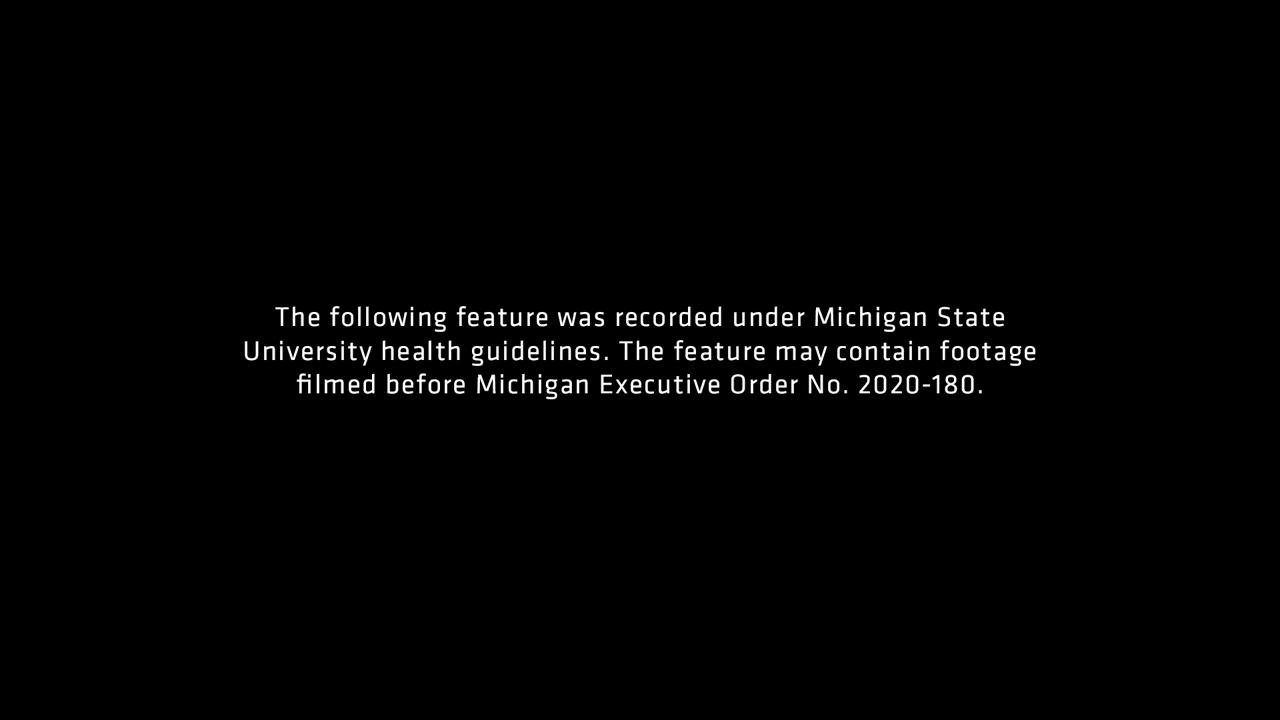 The following feature was recorded under Michigan State
University health guidelines. The feature may contain footage
filmed before Michigan Executive Order No. 2020-180.